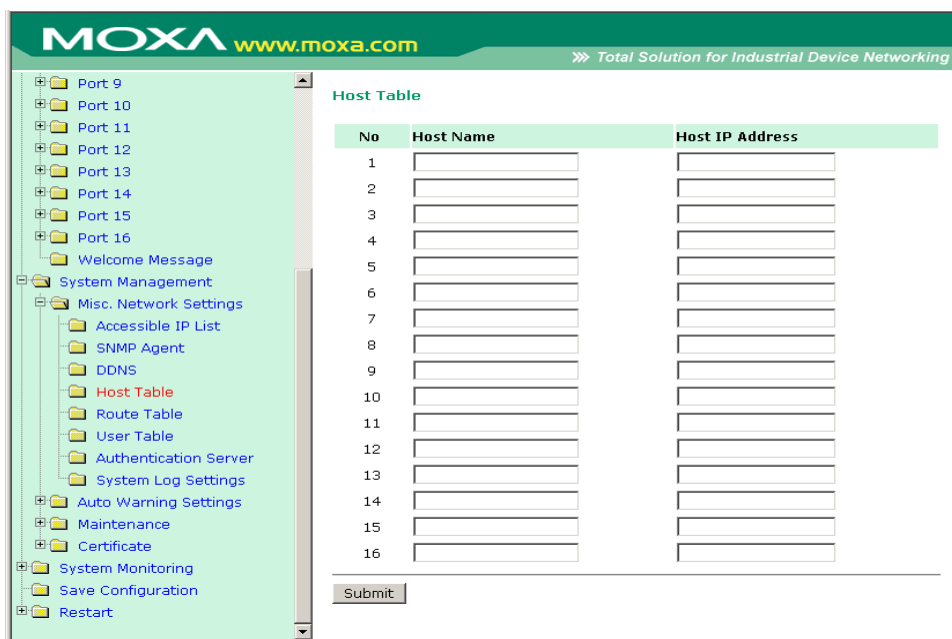 MOXA www.moxa.com
Total Solution for Industrial Device Networking
Port 9
Port 10
Port 11
Port 12
Port 13
Port 14
Port 15
Port 16
Welcome Message
System Management
Misc. Network Settings
Accessible IP List
SNMP Agent
DDNS
Host Table
Route Table
User Table
Authentication Server
System Log Settings
Auto Warning Settings
Maintenance
Certificate
System Monitoring
Save Configuration
Restart
Host Table
No Host Name Host IP Address
1
2
3
4
5
6
7
8
9
10
11
12
13
14
15
16
Submit